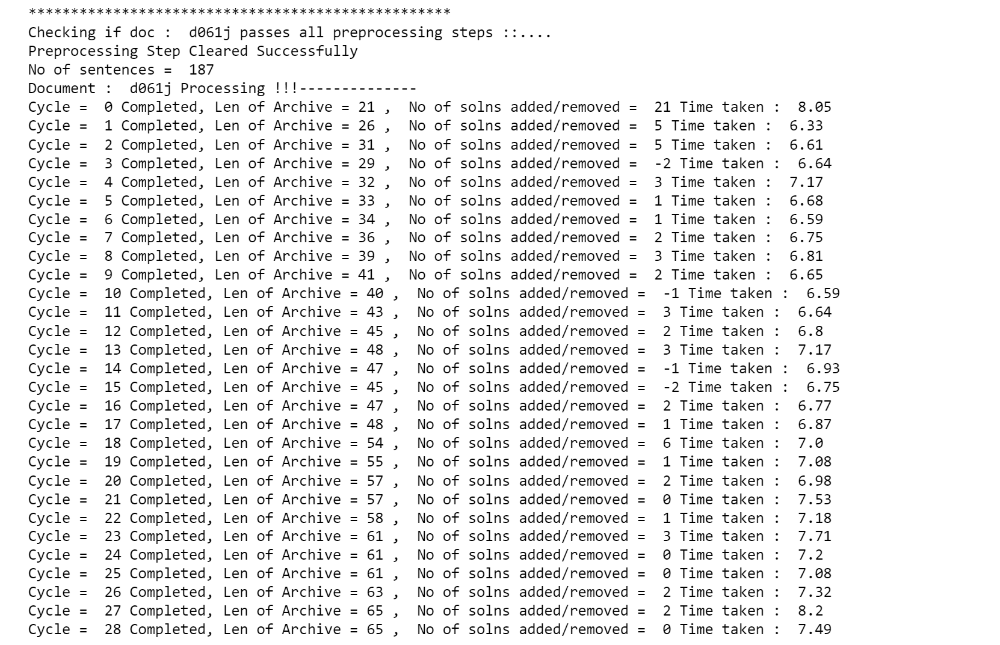 **************************************************
Checking if doc :  d061j passes all preprocessing steps ::....
Preprocessing Step Cleared Successfully
No of sentences =  187
Document :  d061j Processing !!!--------------
Cycle =  0 Completed, Len of Archive = 21 ,  No of solns added/removed =  21 Time taken :  8.05
Cycle =  1 Completed, Len of Archive = 26 ,  No of solns added/removed =  5 Time taken :  6.33
Cycle =  2 Completed, Len of Archive = 31 ,  No of solns added/removed =  5 Time taken :  6.61
Cycle =  3 Completed, Len of Archive = 29 ,  No of solns added/removed =  -2 Time taken :  6.64
Cycle =  4 Completed, Len of Archive = 32 ,  No of solns added/removed =  3 Time taken :  7.17
Cycle =  5 Completed, Len of Archive = 33 ,  No of solns added/removed =  1 Time taken :  6.68
Cycle =  6 Completed, Len of Archive = 34 ,  No of solns added/removed =  1 Time taken :  6.59
Cycle =  7 Completed, Len of Archive = 36 ,  No of solns added/removed =  2 Time taken :  6.75
Cycle =  8 Completed, Len of Archive = 39 ,  No of solns added/removed =  3 Time taken :  6.81
Cycle =  9 Completed, Len of Archive = 41 ,  No of solns added/removed =  2 Time taken :  6.65
Cycle =  10 Completed, Len of Archive = 40 ,  No of solns added/removed =  -1 Time taken :  6.59
Cycle =  11 Completed, Len of Archive = 43 ,  No of solns added/removed =  3 Time taken :  6.64
Cycle =  12 Completed, Len of Archive = 45 ,  No of solns added/removed =  2 Time taken :  6.8
Cycle =  13 Completed, Len of Archive = 48 ,  No of solns added/removed =  3 Time taken :  7.17
Cycle =  14 Completed, Len of Archive = 47 ,  No of solns added/removed =  -1 Time taken :  6.93
Cycle =  15 Completed, Len of Archive = 45 ,  No of solns added/removed =  -2 Time taken :  6.75
Cycle =  16 Completed, Len of Archive = 47 ,  No of solns added/removed =  2 Time taken :  6.77
Cycle =  17 Completed, Len of Archive = 48 ,  No of solns added/removed =  1 Time taken :  6.87
Cycle =  18 Completed, Len of Archive = 54 ,  No of solns added/removed =  6 Time taken :  7.0
Cycle =  19 Completed, Len of Archive = 55 ,  No of solns added/removed =  1 Time taken :  7.08
Cycle =  20 Completed, Len of Archive = 57 ,  No of solns added/removed =  2 Time taken :  6.98
Cycle =  21 Completed, Len of Archive = 57 ,  No of solns added/removed =  0 Time taken :  7.53
Cycle =  22 Completed, Len of Archive = 58 ,  No of solns added/removed =  1 Time taken :  7.18
Cycle =  23 Completed, Len of Archive = 61 ,  No of solns added/removed =  3 Time taken :  7.71
Cycle =  24 Completed, Len of Archive = 61 ,  No of solns added/removed =  0 Time taken :  7.2
Cycle =  25 Completed, Len of Archive = 61 ,  No of solns added/removed =  0 Time taken :  7.08
Cycle =  26 Completed, Len of Archive = 63 ,  No of solns added/removed =  2 Time taken :  7.32
Cycle =  27 Completed, Len of Archive = 65 ,  No of solns added/removed =  2 Time taken :  8.2
Cycle =  28 Completed, Len of Archive = 65 ,  No of solns added/removed =  0 Time taken :  7.49